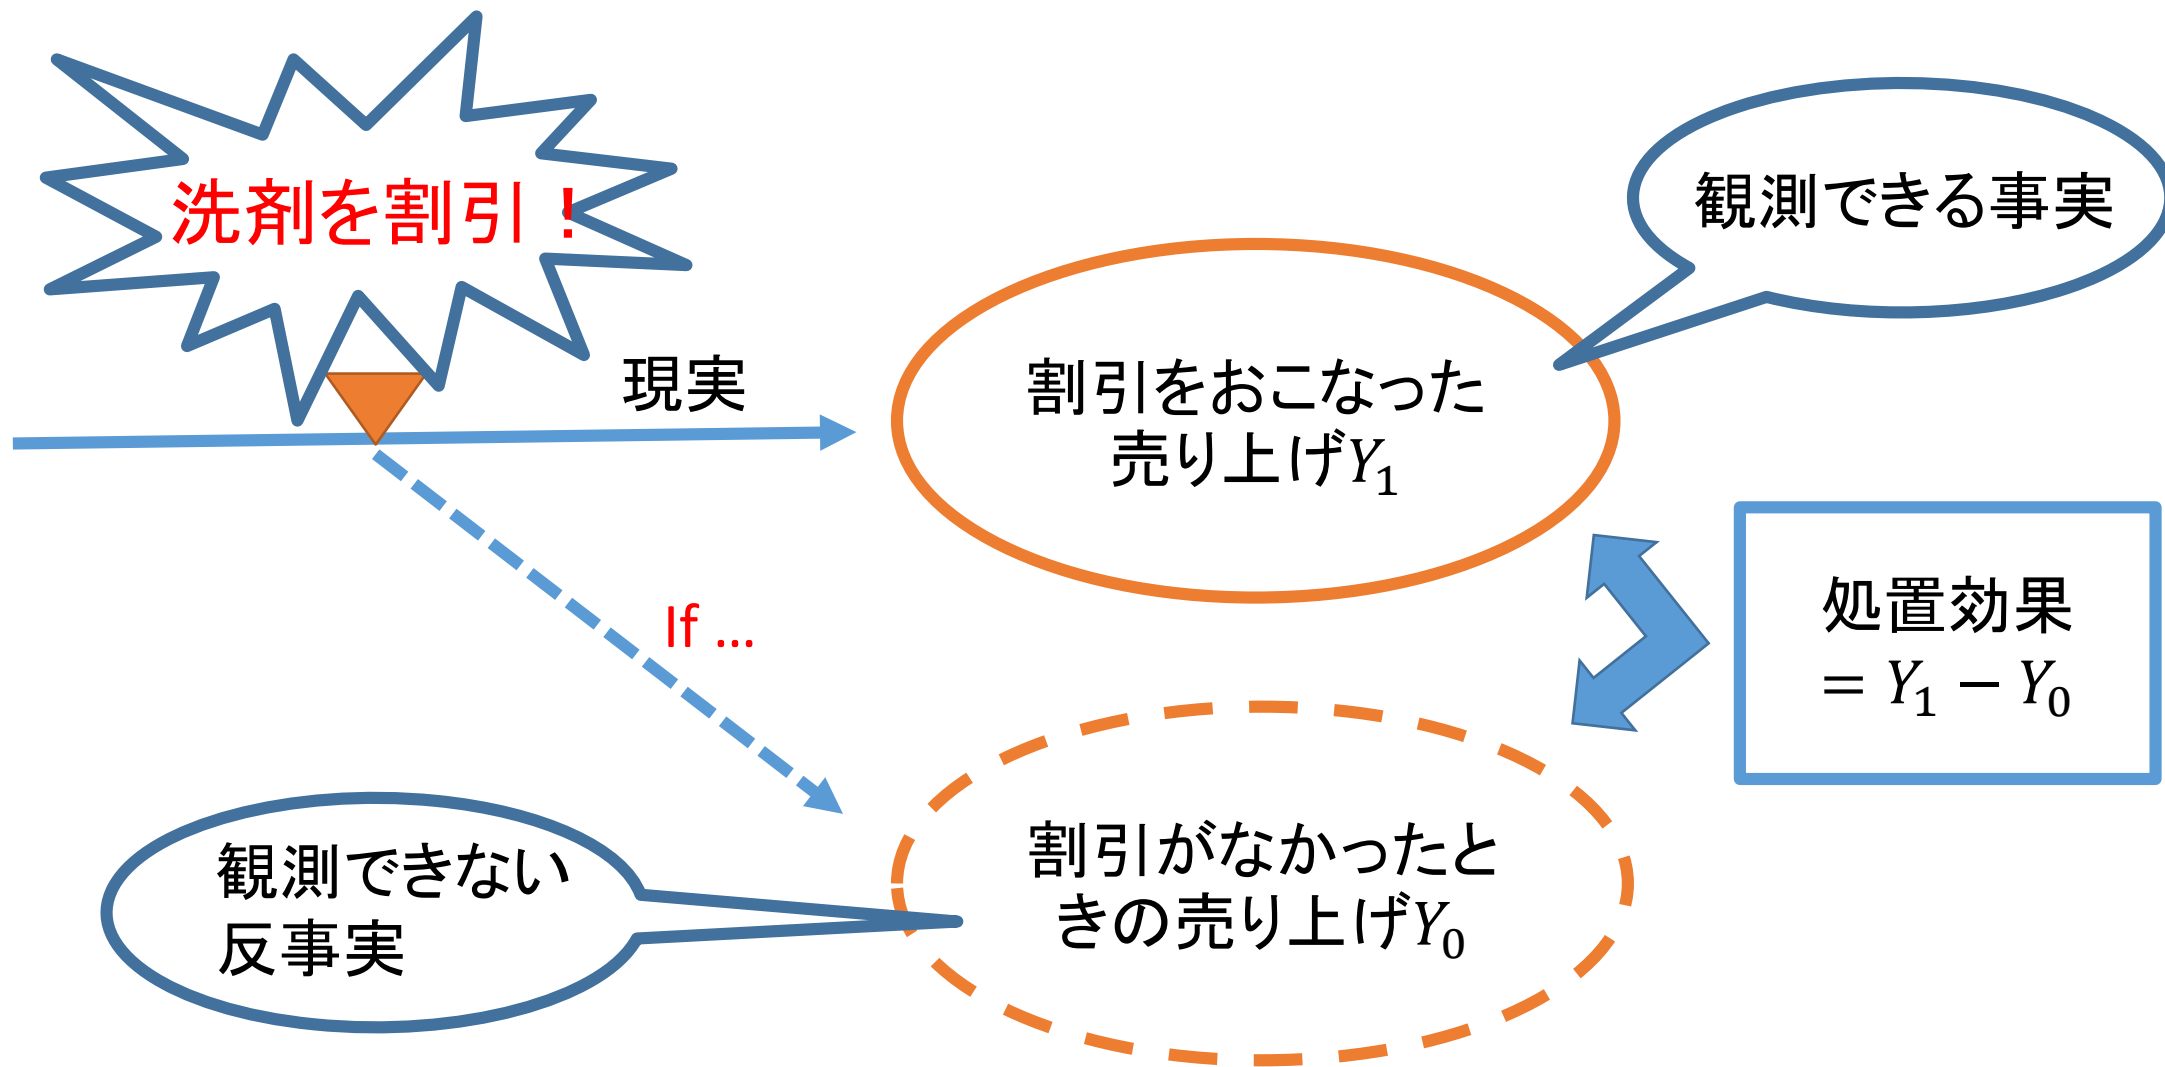 洗剤を割引！
観測できる事実
現実
割引をおこなった
売り上げY₁
If …
処置効果
= Y₁ − Y₀
観測できない
反事実
割引がなかったと
きの売り上げY₀